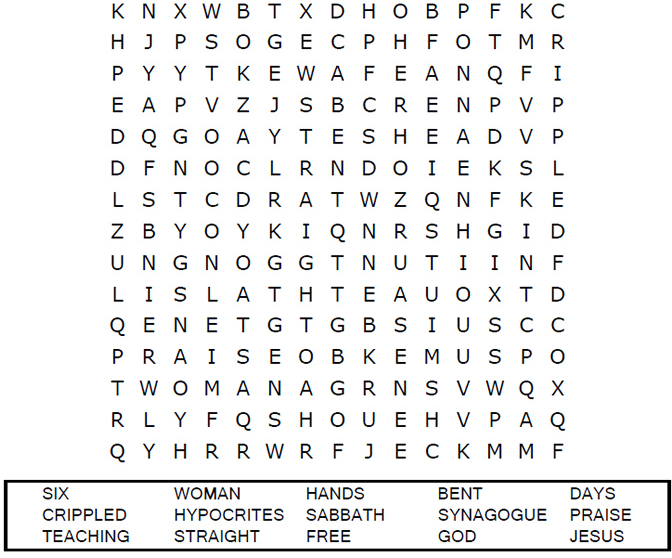 K N X W B T X D H O B P F K C
H J P S O G E C P H F O T M R
P Y Y T K E W A F E A N Q F I
E A P V Z J S B C R E N P V P
D Q G O A Y T E S H E A D V P
D F N O C L R N D O I E K S L
L S T C D R A T W Z Q N F K E
Z B Y O Y K I Q N R S H G I D
U N G N O G G T N U T I I N F
L I S L A T H T E A U O X T D
Q E N E T G T G B S I U S C C
P R A I S E O B K E M U S P O
T W O M A N A G R N S V W Q X
R L Y F Q S H O U E H V P A Q
Q Y H R R W R F J E C K M M F
SIX WOMAN HANDS BENT DAYS
CRIPPLED HYPOCRITES SABBATH SYNAGOGUE PRAISE
TEACHING STRAIGHT FREE GOD JESUS